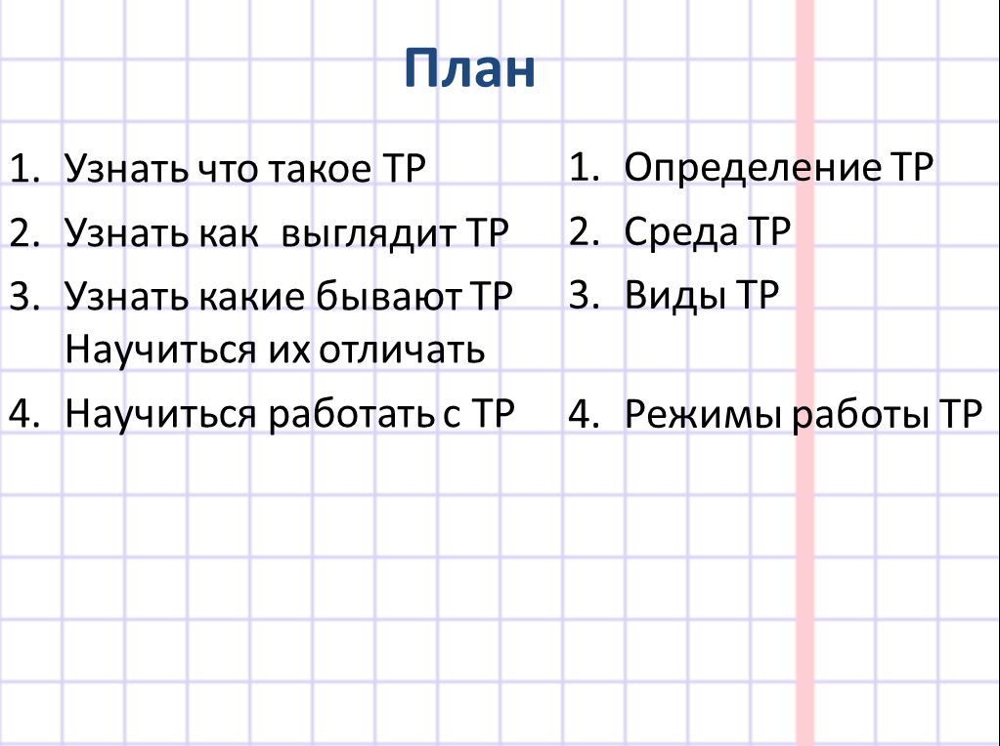 План
1. Узнать что такое ТР
2. Узнать как выглядит ТР
3. Узнать какие бывают ТР
Научиться их отличать
4. Научиться работать с ТР
1. Определение ТР
2. Среда ТР
3. Виды ТР
4. Режимы работы ТР